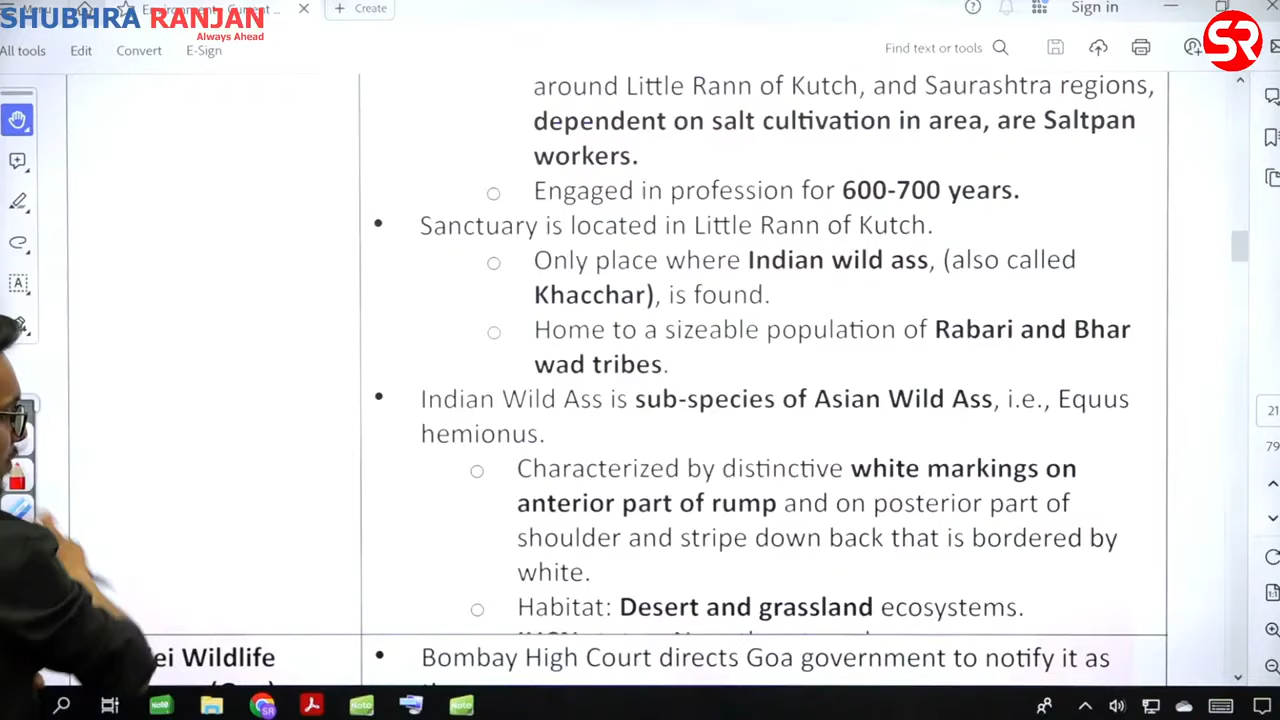 SHUBHRA RANJAN
Always Ahead
Create
Sign in
All tools
Edit
Convert
E-Sign
Find text or tools
SR
around Little Rann of Kutch, and Saurashtra regions,
dependent on salt cultivation in area, are Saltpan
workers.
○ Engaged in profession for 600-700 years.
• Sanctuary is located in Little Rann of Kutch.
○ Only place where Indian wild ass, (also called
Khacchar), is found.
○ Home to a sizeable population of Rabari and Bhar
wad tribes.
• Indian Wild Ass is sub-species of Asian Wild Ass, i.e., Equus
hemionus.
○ Characterized by distinctive white markings on
anterior part of rump and on posterior part of
shoulder and stripe down back that is bordered by
white.
○ Habitat: Desert and grassland ecosystems.
ei Wildlife
• Bombay High Court directs Goa government to notify it as
21
79
Note
Note
Note